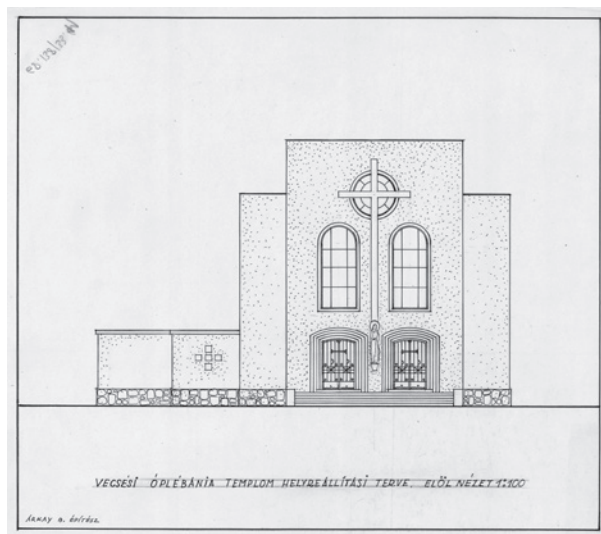 VECSÉSI ÓPLÉBÁNIA TEMPLOM HELYREÁLLÍTÁSI TERVE. ELÖL NÉZET 1:100
ÁRKAY B. ÉPÍTÉSZ.